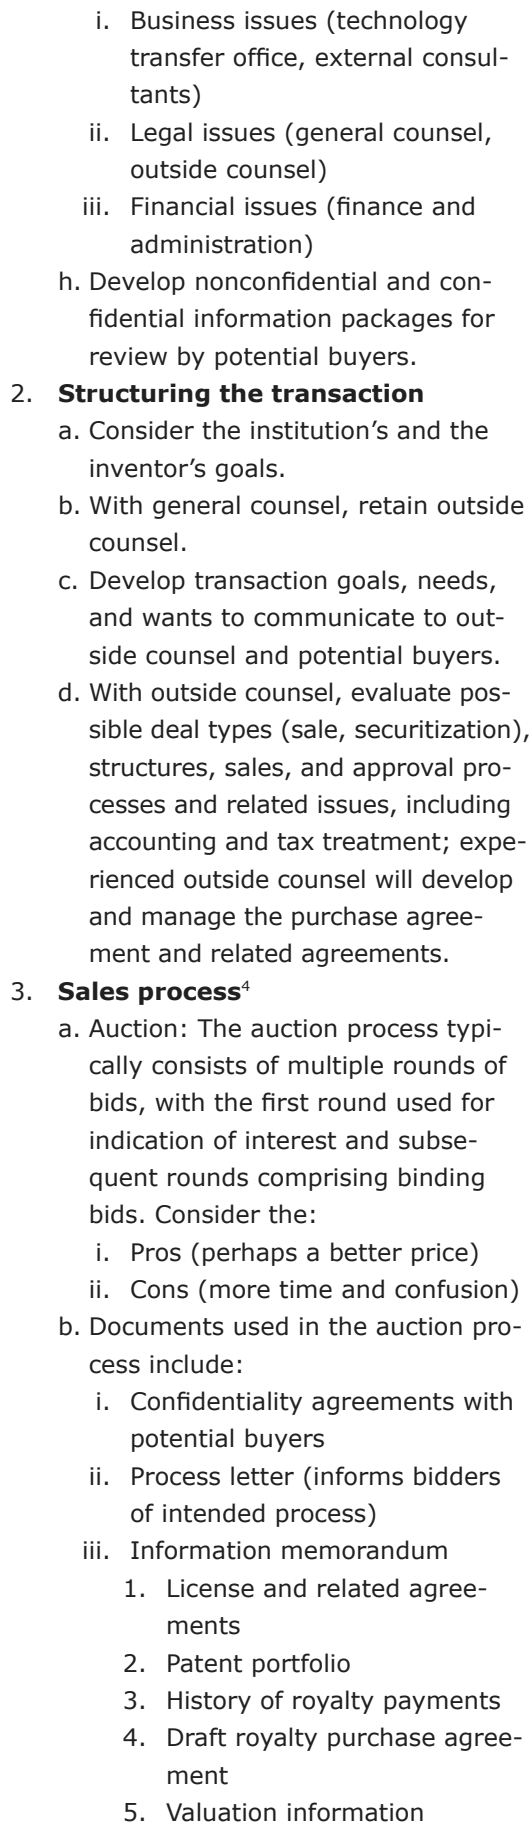 i. Business issues (technology
transfer office, external consul-
tants)
ii. Legal issues (general counsel,
outside counsel)
iii. Financial issues (finance and
administration)
h. Develop nonconfidential and con-
fidential information packages for
review by potential buyers.
2. Structuring the transaction
a. Consider the institution’s and the
inventor’s goals.
b. With general counsel, retain outside
counsel.
c. Develop transaction goals, needs,
and wants to communicate to out-
side counsel and potential buyers.
d. With outside counsel, evaluate pos-
sible deal types (sale, securitization),
structures, sales, and approval pro-
cesses and related issues, including
accounting and tax treatment; expe-
rienced outside counsel will develop
and manage the purchase agree-
ment and related agreements.
3. Sales process4
a. Auction: The auction process typi-
cally consists of multiple rounds of
bids, with the first round used for
indication of interest and subse-
quent rounds comprising binding
bids. Consider the:
i. Pros (perhaps a better price)
ii. Cons (more time and confusion)
b. Documents used in the auction pro-
cess include:
i. Confidentiality agreements with
potential buyers
ii. Process letter (informs bidders
of intended process)
iii. Information memorandum
1. License and related agree-
ments
2. Patent portfolio
3. History of royalty payments
4. Draft royalty purchase agree-
ment
5. Valuation information